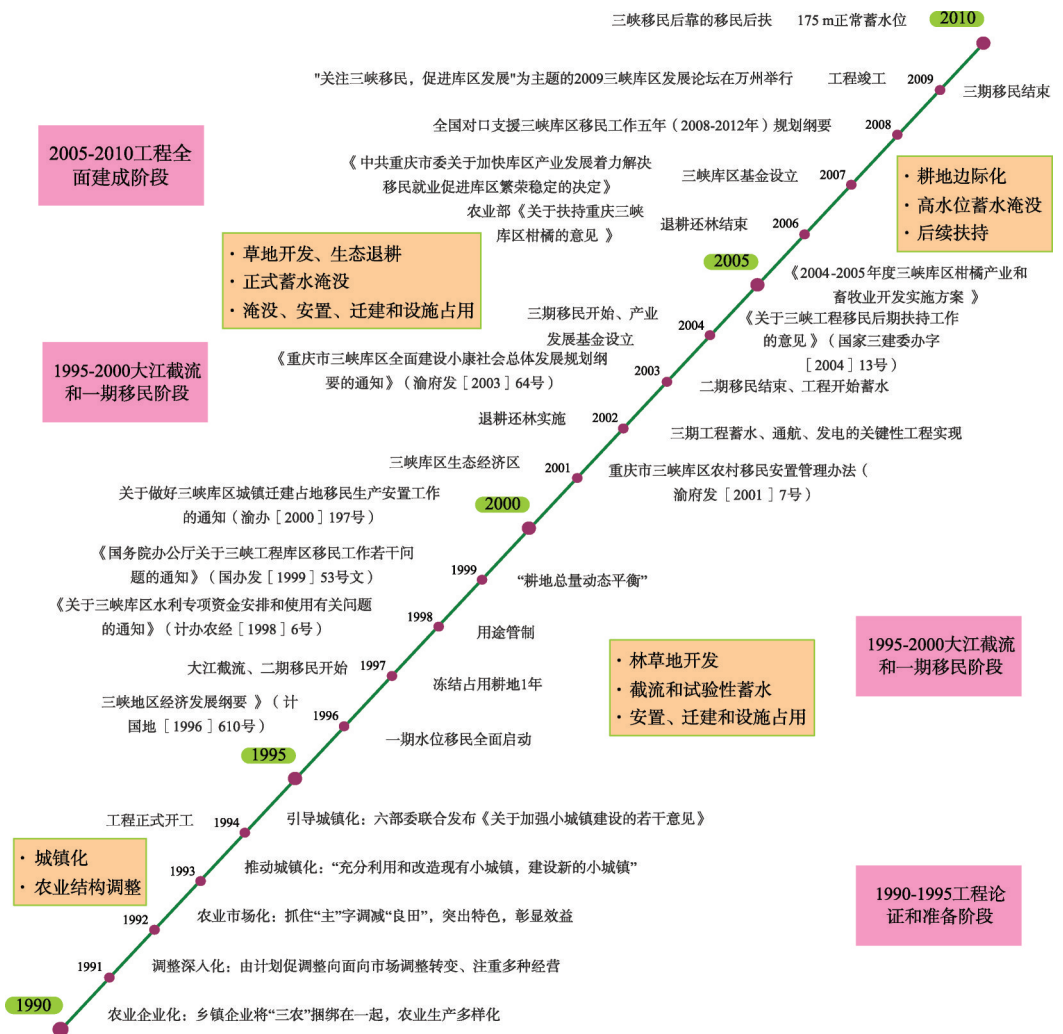 三峡移民后靠的移民后扶 175 m正常蓄水位
2010
"关注三峡移民，促进库区发展"为主题的2009三峡库区发展论坛在万州举行 工程竣工
2009
三期移民结束
全国对口支援三峡库区移民工作五年（2008-2012年）规划纲要
2008
2005-2010工程全
面建成阶段
《中共重庆市委关于加快库区产业发展着力解决
移民就业促进库区繁荣稳定的决定》
三峡库区基金设立
2007
· 耕地边际化
· 高水位蓄水淹没
· 后续扶持
农业部《关于扶持重庆三峡
库区柑橘的意见 》
退耕还林结束
2006
· 草地开发、生态退耕
· 正式蓄水淹没
· 淹没、安置、迁建和设施占用
2005
《2004-2005年度三峡库区柑橘产业和
畜牧业开发实施方案 》
三期移民开始、产业
发展基金设立
2004
《关于三峡工程移民后期扶持工作
的意见》（国家三建委办字
［2004］13号）
1995-2000大江截流
和一期移民阶段
《重庆市三峡库区全面建设小康社会总体发展规划纲
要的通知》（渝府发［2003］64号）
2003
二期移民结束、工程开始蓄水
退耕还林实施
2002
三期工程蓄水、通航、发电的关键性工程实现
三峡库区生态经济区
2001
重庆市三峡库区农村移民安置管理办法（
渝府发［2001］7号）
关于做好三峡库区城镇迁建占地移民生产安置工作
的通知（渝办［2000］197号）
2000
《国务院办公厅关于三峡工程库区移民工作若干问
题的通知》（国办发［1999］53号文）
1999
“耕地总量动态平衡”
《关于三峡库区水利专项资金安排和使用有关问题
的通知》（计办农经［1998］6号）
1998
用途管制
大江截流、二期移民开始
1997
冻结占用耕地1年
· 林草地开发
· 截流和试验性蓄水
· 安置、迁建和设施占用
1995-2000大江截流
和一期移民阶段
三峡地区经济发展纲要 》（计
国地［1996］610号）
1996
一期水位移民全面启动
1995
工程正式开工
1994
引导城镇化：六部委联合发布《关于加强小城镇建设的若干意见》
· 城镇化
· 农业结构调整
1993
推动城镇化：“充分利用和改造现有小城镇，建设新的小城镇”
1990-1995工程论
证和准备阶段
1992
农业市场化：抓住“主”字调减“良田”，突出特色，彰显效益
1991
调整深入化：由计划促调整向面向市场调整转变、注重多种经营
1990
农业企业化：乡镇企业将“三农”捆绑在一起，农业生产多样化